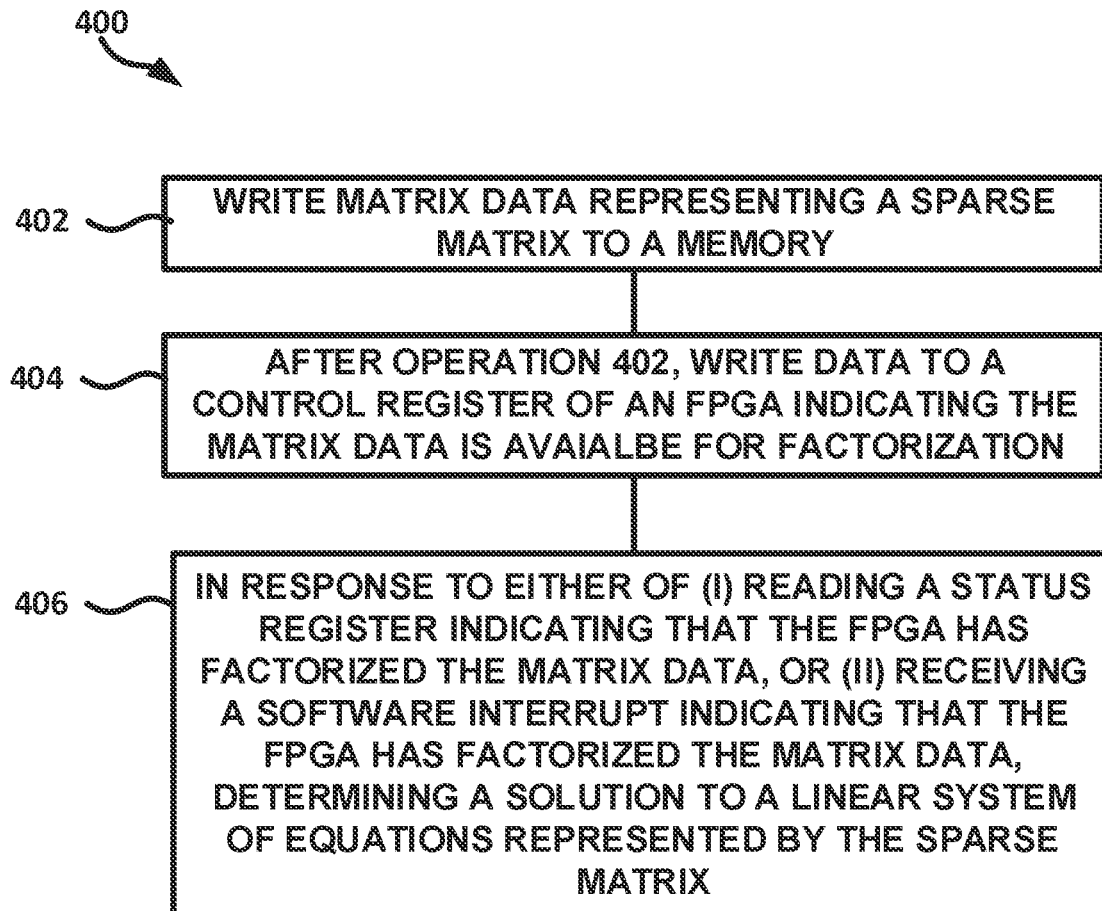 400
402
WRITE MATRIX DATA REPRESENTING A SPARSE
MATRIX TO A MEMORY
404
AFTER OPERATION 402, WRITE DATA TO A
CONTROL REGISTER OF AN FPGA INDICATING THE
MATRIX DATA IS AVAIALBE FOR FACTORIZATION
406
IN RESPONSE TO EITHER OF (I) READING A STATUS
REGISTER INDICATING THAT THE FPGA HAS
FACTORIZED THE MATRIX DATA, OR (II) RECEIVING
A SOFTWARE INTERRUPT INDICATING THAT THE
FPGA HAS FACTORIZED THE MATRIX DATA,
DETERMINING A SOLUTION TO A LINEAR SYSTEM
OF EQUATIONS REPRESENTED BY THE SPARSE
MATRIX